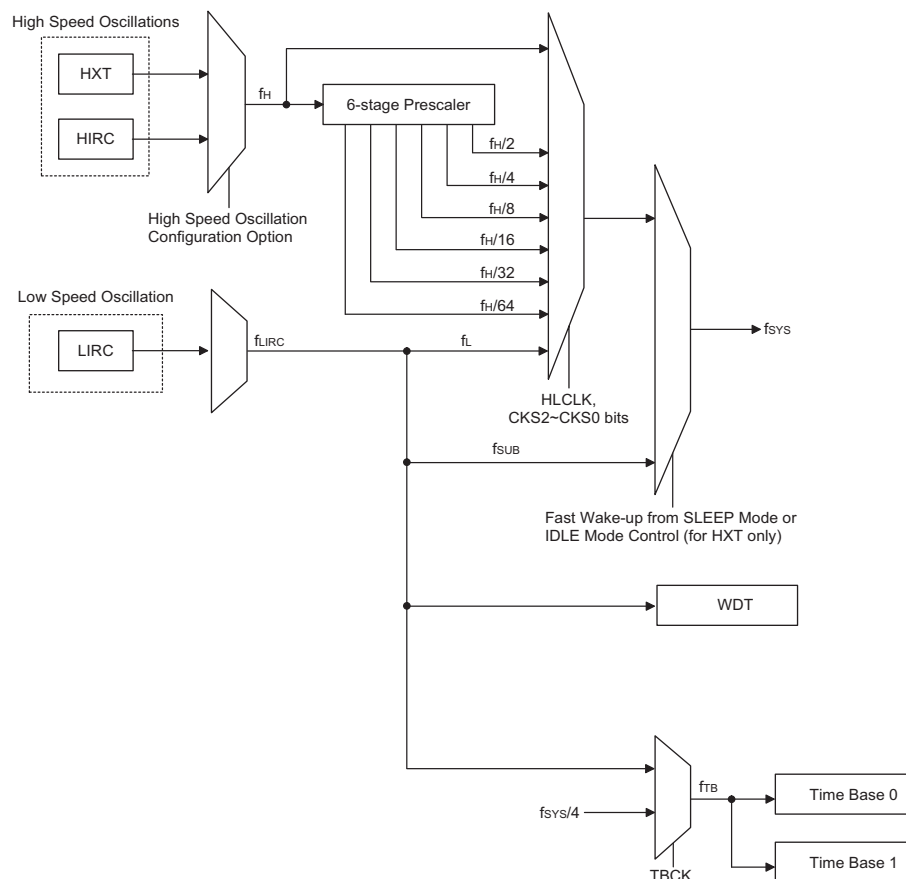 High Speed Oscillations
HXT
HIRC
fH
6-stage Prescaler
fH/2
fH/4
fH/8
fH/16
fH/32
fH/64
High Speed Oscillation
Configuration Option
Low Speed Oscillation
LIRC
fLIRC
fL
HLCLK,
CKS2~CKS0 bits
fSYS
fSUB
Fast Wake-up from SLEEP Mode or
IDLE Mode Control (for HXT only)
WDT
fTB
Time Base 0
fSYS/4
Time Base 1
TBCK